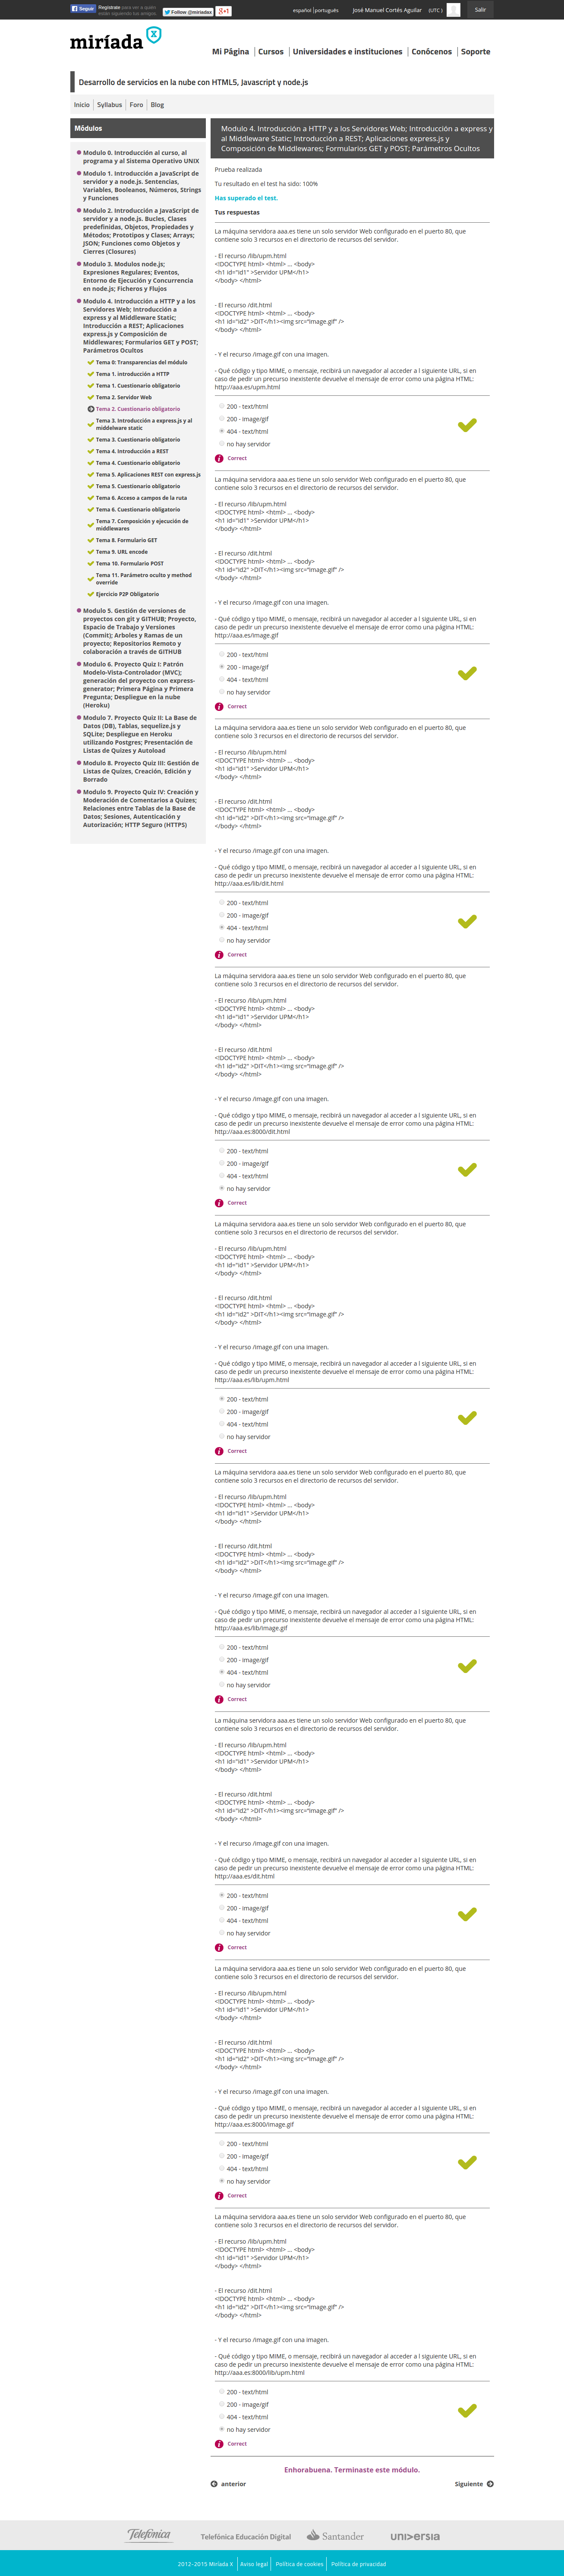 Seguir
Regístrate para ver a quién
están siguiendo tus amigos.
Follow @miriadax
g+1
español
português
José Manuel Cortés Aguilar
(UTC )
Salir
miríada X
Mi Página
Cursos
Universidades e instituciones
Conócenos
Soporte
Desarrollo de servicios en la nube con HTML5, Javascript y node.js
Inicio
Syllabus
Foro
Blog
Módulos
Modulo 0. Introducción al curso, al
programa y al Sistema Operativo UNIX
Modulo 1. Introducción a JavaScript de
servidor y a node.js. Sentencias,
Variables, Booleanos, Números, Strings
y Funciones
Modulo 2. Introducción a JavaScript de
servidor y a node.js. Bucles, Clases
predefinidas, Objetos, Propiedades y
Métodos; Prototipos y Clases; Arrays;
JSON; Funciones como Objetos y
Cierres (Closures)
Modulo 3. Modulos node.js;
Expresiones Regulares; Eventos,
Entorno de Ejecución y Concurrencia
en node.js; Ficheros y Flujos
Modulo 4. Introducción a HTTP y a los
Servidores Web; Introducción a
express y al Middleware Static;
Introducción a REST; Aplicaciones
express.js y Composición de
Middlewares; Formularios GET y POST;
Parámetros Ocultos
Tema 0: Transparencias del módulo
Tema 1. introducción a HTTP
Tema 1. Cuestionario obligatorio
Tema 2. Servidor Web
Tema 2. Cuestionario obligatorio
Tema 3. Introducción a express.js y al
middelware static
Tema 3. Cuestionario obligatorio
Tema 4. Introducción a REST
Tema 4. Cuestionario obligatorio
Tema 5. Aplicaciones REST con express.js
Tema 5. Cuestionario obligatorio
Tema 6. Acceso a campos de la ruta
Tema 6. Cuestionario obligatorio
Tema 7. Composición y ejecución de
middlewares
Tema 8. Formulario GET
Tema 9. URL encode
Tema 10. Formulario POST
Tema 11. Parámetro oculto y method
override
Ejercicio P2P Obligatorio
Modulo 5. Gestión de versiones de
proyectos con git y GITHUB; Proyecto,
Espacio de Trabajo y Versiones
(Commit); Arboles y Ramas de un
proyecto; Repositorios Remoto y
colaboración a través de GITHUB
Modulo 6. Proyecto Quiz I: Patrón
Modelo-Vista-Controlador (MVC);
generación del proyecto con express-
generator; Primera Página y Primera
Pregunta; Despliegue en la nube
(Heroku)
Modulo 7. Proyecto Quiz II: La Base de
Datos (DB), Tablas, sequelize.js y
SQLite; Despliegue en Heroku
utilizando Postgres; Presentación de
Listas de Quizes y Autoload
Modulo 8. Proyecto Quiz III: Gestión de
Listas de Quizes, Creación, Edición y
Borrado
Modulo 9. Proyecto Quiz IV: Creación y
Moderación de Comentarios a Quizes;
Relaciones entre Tablas de la Base de
Datos; Sesiones, Autenticación y
Autorización; HTTP Seguro (HTTPS)
Modulo 4. Introducción a HTTP y a los Servidores Web; Introducción a express y
al Middleware Static; Introducción a REST; Aplicaciones express.js y
Composición de Middlewares; Formularios GET y POST; Parámetros Ocultos
Prueba realizada
Tu resultado en el test ha sido: 100%
Has superado el test.
Tus respuestas
La máquina servidora aaa.es tiene un solo servidor Web configurado en el puerto 80, que
contiene solo 3 recursos en el directorio de recursos del servidor.
- El recurso /lib/upm.html
<!DOCTYPE html> <html> ... <body>
<h1 id="id1" >Servidor UPM</h1>
</body> </html>
- El recurso /dit.html
<!DOCTYPE html> <html> ... <body>
<h1 id="id2" >DIT</h1><img src="image.gif" />
</body> </html>
- Y el recurso /image.gif con una imagen.
- Qué código y tipo MIME, o mensaje, recibirá un navegador al acceder a l siguiente URL, si en
caso de pedir un recurso inexistente devuelve el mensaje de error como una página HTML:
http://aaa.es/upm.html
200 - text/html
200 - image/gif
404 - text/html
no hay servidor
Correct
La máquina servidora aaa.es tiene un solo servidor Web configurado en el puerto 80, que
contiene solo 3 recursos en el directorio de recursos del servidor.
- El recurso /lib/upm.html
<!DOCTYPE html> <html> ... <body>
<h1 id="id1" >Servidor UPM</h1>
</body> </html>
- El recurso /dit.html
<!DOCTYPE html> <html> ... <body>
<h1 id="id2" >DIT</h1><img src="image.gif" />
</body> </html>
- Y el recurso /image.gif con una imagen.
- Qué código y tipo MIME, o mensaje, recibirá un navegador al acceder a l siguiente URL, si en
caso de pedir un recurso inexistente devuelve el mensaje de error como una página HTML:
http://aaa.es/image.gif
200 - text/html
200 - image/gif
404 - text/html
no hay servidor
Correct
La máquina servidora aaa.es tiene un solo servidor Web configurado en el puerto 80, que
contiene solo 3 recursos en el directorio de recursos del servidor.
- El recurso /lib/upm.html
<!DOCTYPE html> <html> ... <body>
<h1 id="id1" >Servidor UPM</h1>
</body> </html>
- El recurso /dit.html
<!DOCTYPE html> <html> ... <body>
<h1 id="id2" >DIT</h1><img src="image.gif" />
</body> </html>
- Y el recurso /image.gif con una imagen.
- Qué código y tipo MIME, o mensaje, recibirá un navegador al acceder a l siguiente URL, si en
caso de pedir un recurso inexistente devuelve el mensaje de error como una página HTML:
http://aaa.es/lib/dit.html
200 - text/html
200 - image/gif
404 - text/html
no hay servidor
Correct
La máquina servidora aaa.es tiene un solo servidor Web configurado en el puerto 80, que
contiene solo 3 recursos en el directorio de recursos del servidor.
- El recurso /lib/upm.html
<!DOCTYPE html> <html> ... <body>
<h1 id="id1" >Servidor UPM</h1>
</body> </html>
- El recurso /dit.html
<!DOCTYPE html> <html> ... <body>
<h1 id="id2" >DIT</h1><img src="image.gif" />
</body> </html>
- Y el recurso /image.gif con una imagen.
- Qué código y tipo MIME, o mensaje, recibirá un navegador al acceder a l siguiente URL, si en
caso de pedir un recurso inexistente devuelve el mensaje de error como una página HTML:
http://aaa.es:8000/dit.html
200 - text/html
200 - image/gif
404 - text/html
no hay servidor
Correct
La máquina servidora aaa.es tiene un solo servidor Web configurado en el puerto 80, que
contiene solo 3 recursos en el directorio de recursos del servidor.
- El recurso /lib/upm.html
<!DOCTYPE html> <html> ... <body>
<h1 id="id1" >Servidor UPM</h1>
</body> </html>
- El recurso /dit.html
<!DOCTYPE html> <html> ... <body>
<h1 id="id2" >DIT</h1><img src="image.gif" />
</body> </html>
- Y el recurso /image.gif con una imagen.
- Qué código y tipo MIME, o mensaje, recibirá un navegador al acceder a l siguiente URL, si en
caso de pedir un recurso inexistente devuelve el mensaje de error como una página HTML:
http://aaa.es/lib/upm.html
200 - text/html
200 - image/gif
404 - text/html
no hay servidor
Correct
La máquina servidora aaa.es tiene un solo servidor Web configurado en el puerto 80, que
contiene solo 3 recursos en el directorio de recursos del servidor.
- El recurso /lib/upm.html
<!DOCTYPE html> <html> ... <body>
<h1 id="id1" >Servidor UPM</h1>
</body> </html>
- El recurso /dit.html
<!DOCTYPE html> <html> ... <body>
<h1 id="id2" >DIT</h1><img src="image.gif" />
</body> </html>
- Y el recurso /image.gif con una imagen.
- Qué código y tipo MIME, o mensaje, recibirá un navegador al acceder a l siguiente URL, si en
caso de pedir un recurso inexistente devuelve el mensaje de error como una página HTML:
http://aaa.es/lib/image.gif
200 - text/html
200 - image/gif
404 - text/html
no hay servidor
Correct
La máquina servidora aaa.es tiene un solo servidor Web configurado en el puerto 80, que
contiene solo 3 recursos en el directorio de recursos del servidor.
- El recurso /lib/upm.html
<!DOCTYPE html> <html> ... <body>
<h1 id="id1" >Servidor UPM</h1>
</body> </html>
- El recurso /dit.html
<!DOCTYPE html> <html> ... <body>
<h1 id="id2" >DIT</h1><img src="image.gif" />
</body> </html>
- Y el recurso /image.gif con una imagen.
- Qué código y tipo MIME, o mensaje, recibirá un navegador al acceder a l siguiente URL, si en
caso de pedir un recurso inexistente devuelve el mensaje de error como una página HTML:
http://aaa.es/dit.html
200 - text/html
200 - image/gif
404 - text/html
no hay servidor
Correct
La máquina servidora aaa.es tiene un solo servidor Web configurado en el puerto 80, que
contiene solo 3 recursos en el directorio de recursos del servidor.
- El recurso /lib/upm.html
<!DOCTYPE html> <html> ... <body>
<h1 id="id1" >Servidor UPM</h1>
</body> </html>
- El recurso /dit.html
<!DOCTYPE html> <html> ... <body>
<h1 id="id2" >DIT</h1><img src="image.gif" />
</body> </html>
- Y el recurso /image.gif con una imagen.
- Qué código y tipo MIME, o mensaje, recibirá un navegador al acceder a l siguiente URL, si en
caso de pedir un recurso inexistente devuelve el mensaje de error como una página HTML:
http://aaa.es:8000/image.gif
200 - text/html
200 - image/gif
404 - text/html
no hay servidor
Correct
La máquina servidora aaa.es tiene un solo servidor Web configurado en el puerto 80, que
contiene solo 3 recursos en el directorio de recursos del servidor.
- El recurso /lib/upm.html
<!DOCTYPE html> <html> ... <body>
<h1 id="id1" >Servidor UPM</h1>
</body> </html>
- El recurso /dit.html
<!DOCTYPE html> <html> ... <body>
<h1 id="id2" >DIT</h1><img src="image.gif" />
</body> </html>
- Y el recurso /image.gif con una imagen.
- Qué código y tipo MIME, o mensaje, recibirá un navegador al acceder a l siguiente URL, si en
caso de pedir un recurso inexistente devuelve el mensaje de error como una página HTML:
http://aaa.es:8000/lib/upm.html
200 - text/html
200 - image/gif
404 - text/html
no hay servidor
Correct
Enhorabuena. Terminaste este módulo.
anterior
Siguiente
Telefónica
Telefónica Educación Digital
Santander
universia
2012-2015 Miríada X
Aviso legal
Política de cookies
Política de privacidad